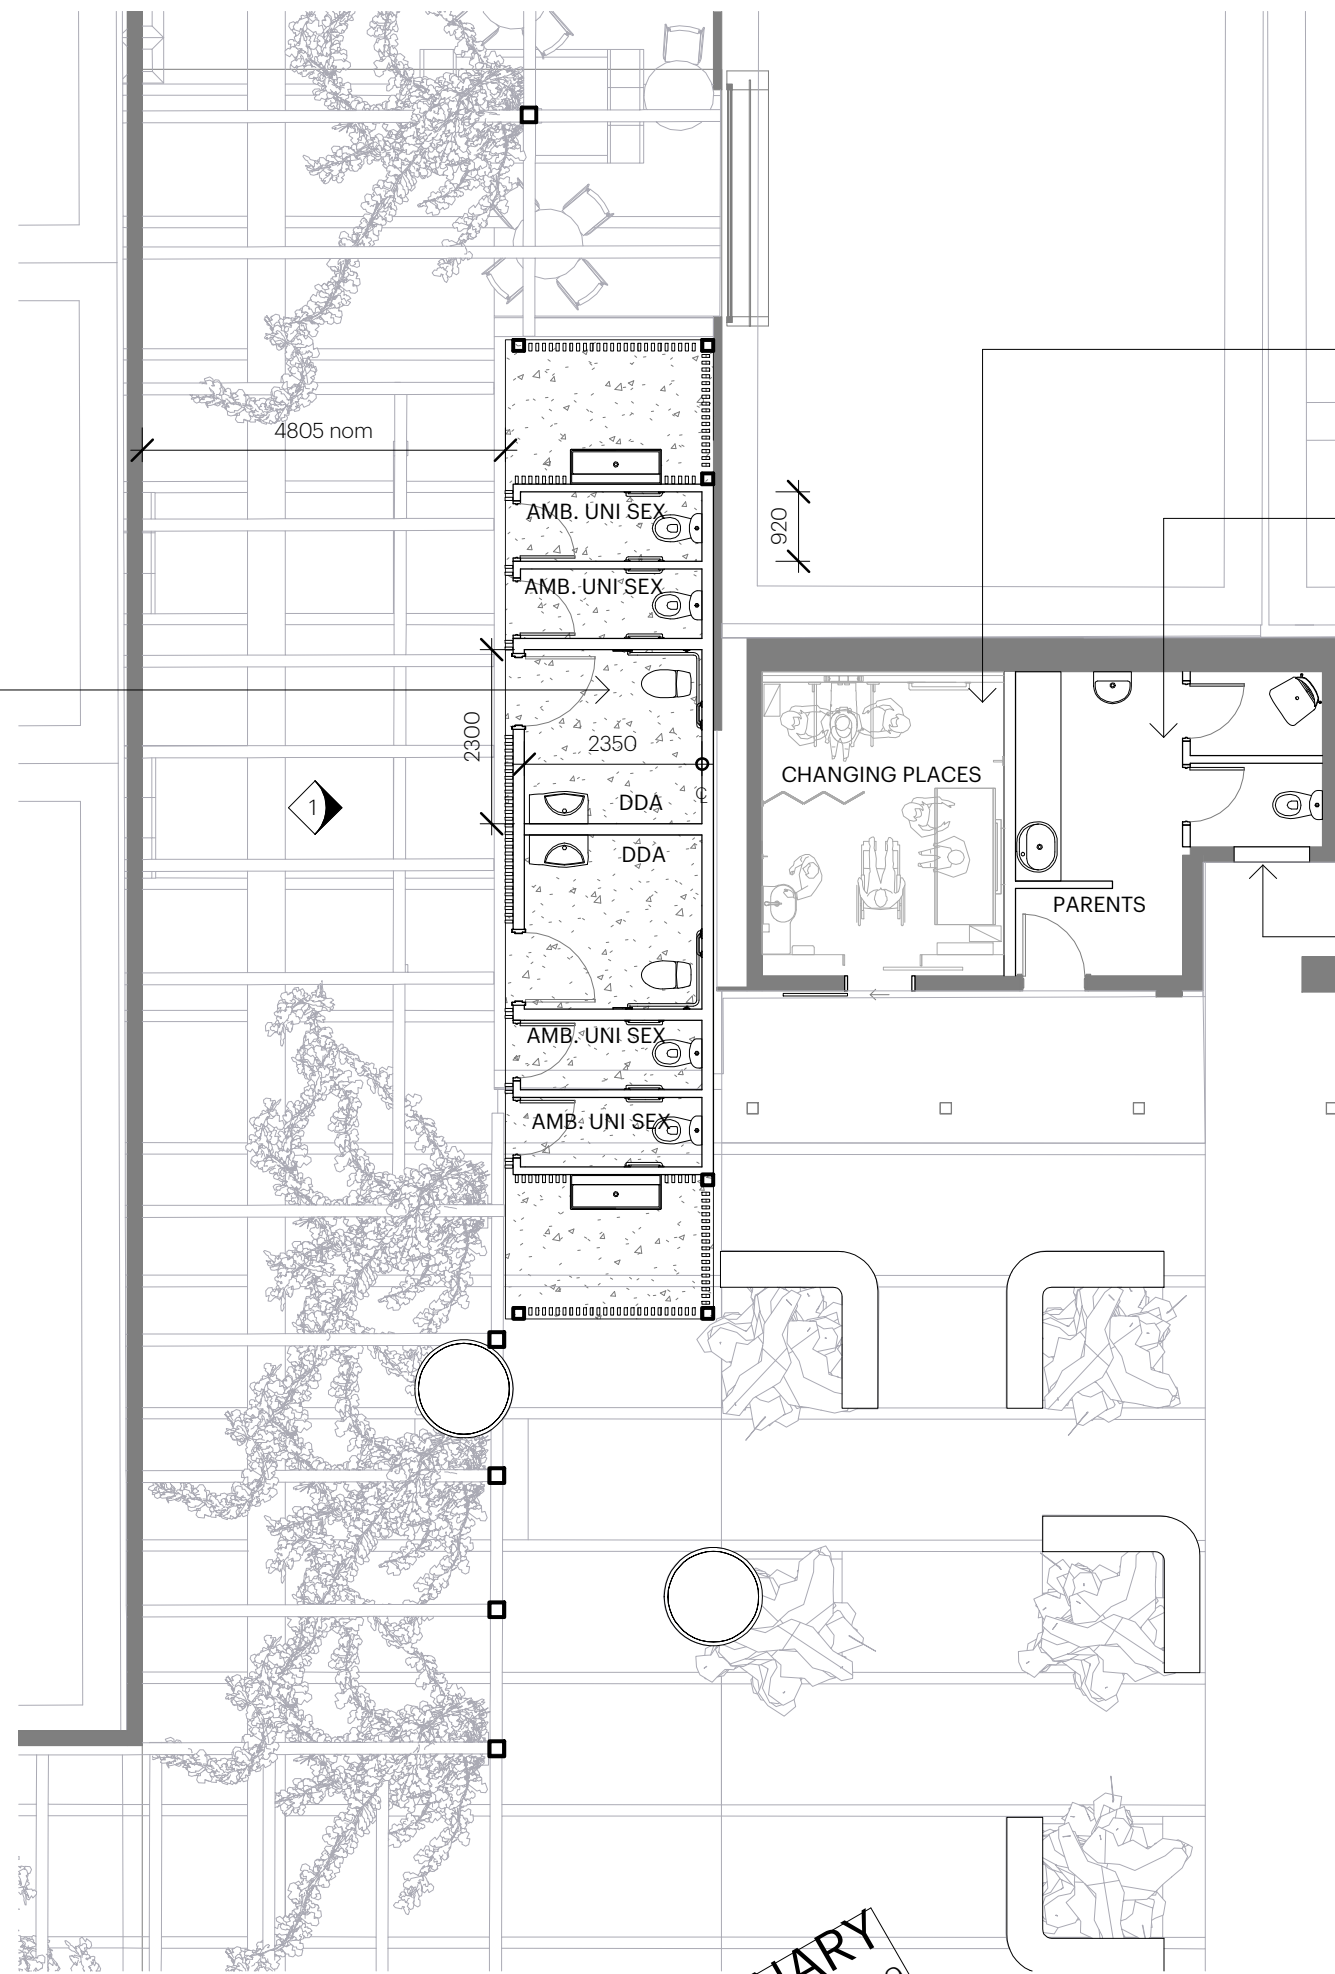 4805 nom
AMB. UNI SEX
920
AMB. UNI SEX
2300
2350
CHANGING PLACES
1
DDA
DDA
PARENTS
AMB. UNI SEX
AMB. UNI SEX